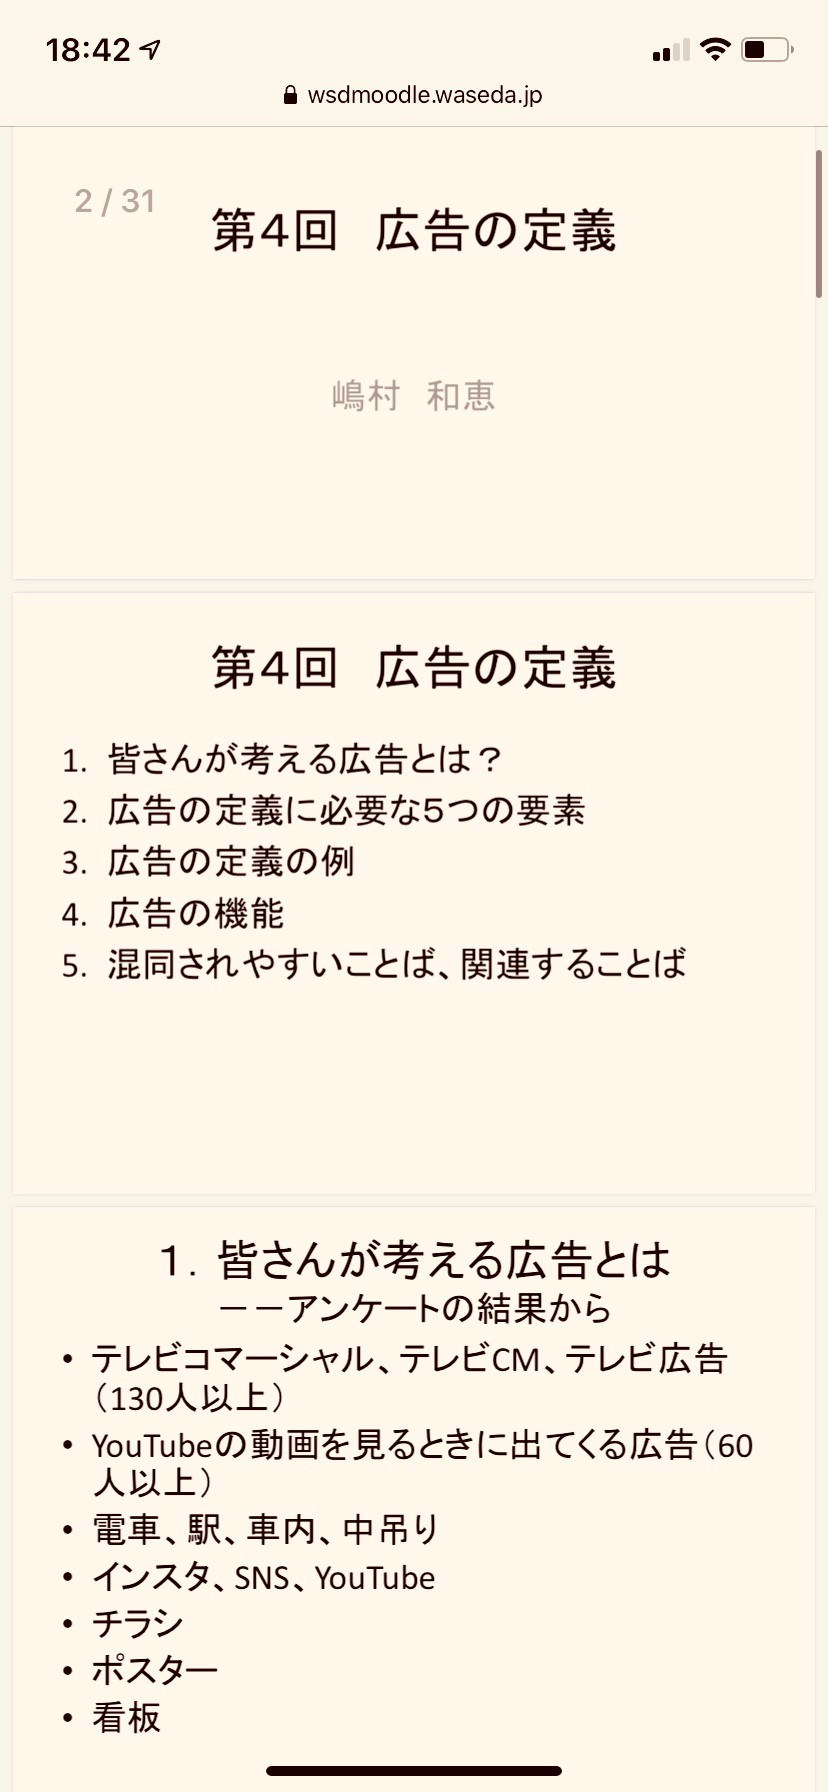 18:42
wsdmoodle.waseda.jp
2 / 31
第4回　広告の定義
嶋村　和恵
第4回　広告の定義
1. 皆さんが考える広告とは？
2. 広告の定義に必要な5つの要素
3. 広告の定義の例
4. 広告の機能
5. 混同されやすいことば、関連することば
１．皆さんが考える広告とは
－－アンケートの結果から
• テレビコマーシャル、テレビCM、テレビ広告
（130人以上）
• YouTubeの動画を見るときに出てくる広告（60
人以上）
• 電車、駅、車内、中吊り
• インスタ、SNS、YouTube
• チラシ
• ポスター
• 看板